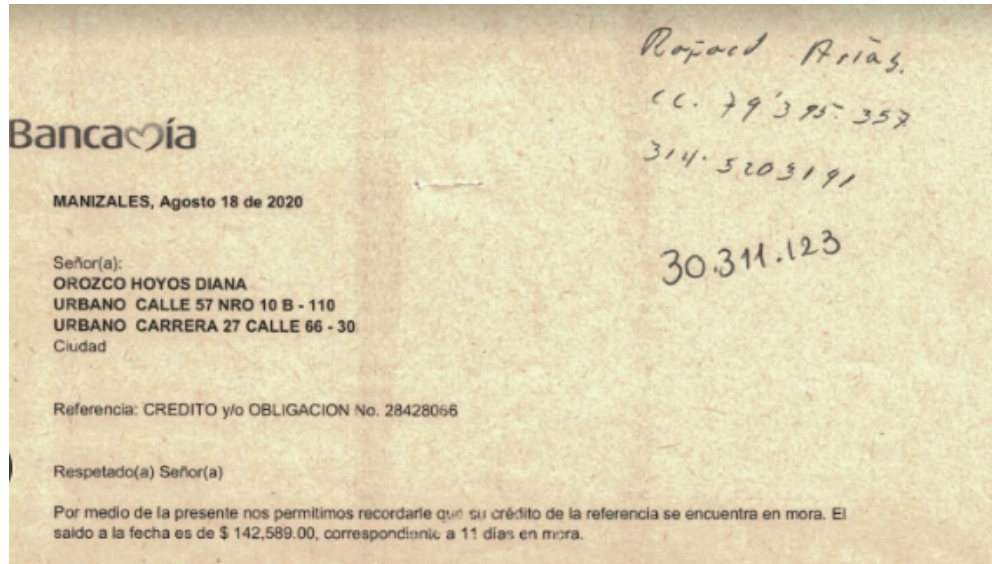 Rafael Arias.
cc. 79'395.357
314.5203191
30.311.123
Bancamía
MANIZALES, Agosto 18 de 2020
Señor(a):
OROZCO HOYOS DIANA
URBANO CALLE 57 NRO 10 B - 110
URBANO CARRERA 27 CALLE 66 - 30
Ciudad
Referencia: CREDITO y/o OBLIGACION No. 28428066
Respetado(a) Señor(a)
Por medio de la presente nos permitimos recordarle que su crédito de la referencia se encuentra en mora. El
saldo a la fecha es de $ 142,589.00, correspondiente a 11 días en mora.